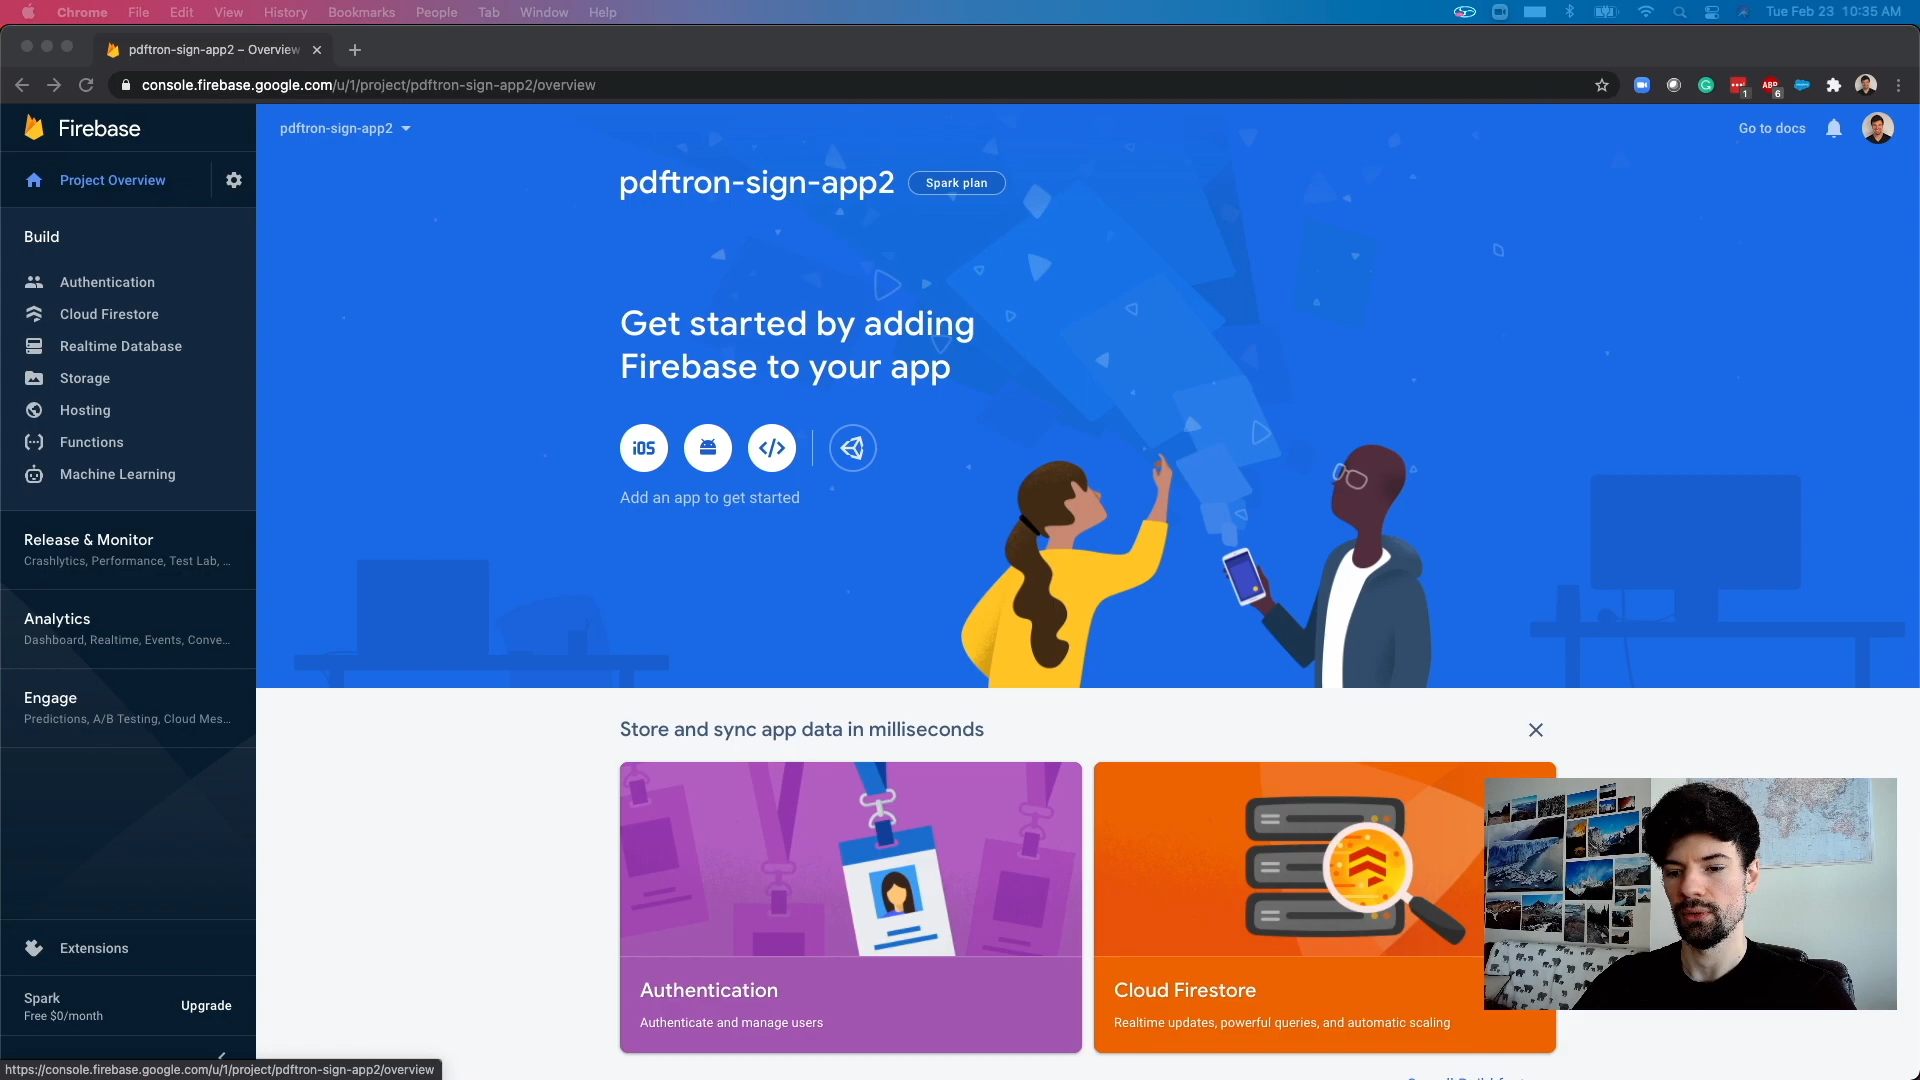 Chrome File Edit View History Bookmarks People Tab Window Help
Tue Feb 23 10:35 AM
pdftron-sign-app2 – Overview
console.firebase.google.com/u/1/project/pdftron-sign-app2/overview
1
ABP
6
Firebase
pdftron-sign-app2
Go to docs
Project Overview
pdftron-sign-app2
Spark plan
Build
Authentication
Cloud Firestore
Realtime Database
Storage
Hosting
Functions
Machine Learning
Get started by adding
Firebase to your app
iOS
Add an app to get started
Release & Monitor
Crashlytics, Performance, Test Lab, ...
Analytics
Dashboard, Realtime, Events, Conve...
Engage
Predictions, A/B Testing, Cloud Mes...
Store and sync app data in milliseconds
Authentication
Authenticate and manage users
Cloud Firestore
Realtime updates, powerful queries, and automatic scaling
Extensions
Spark
Free $0/month
Upgrade
https://console.firebase.google.com/u/1/project/pdftron-sign-app2/overview